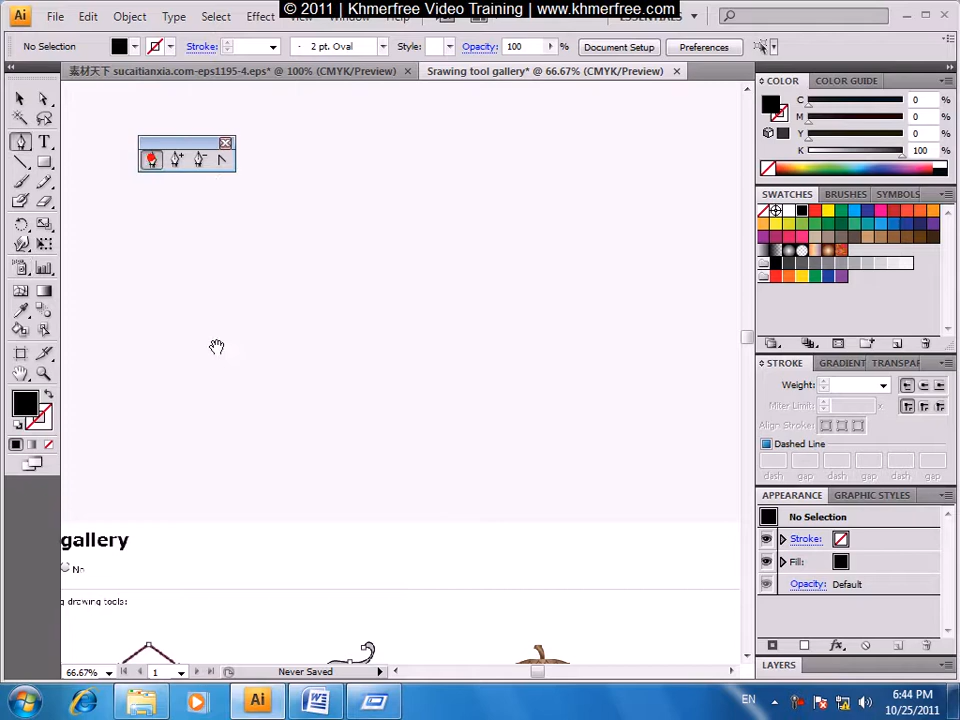 © 2011 | Khmerfree Video Training | www.khmerfree.com
Ai File Edit Object Type Select Effect
No Selection Stroke: 2 pt. Oval Style: Opacity: 100 % Document Setup Preferences
素材天下 sucaitianxia.com-eps1195-4.eps* @ 100% (CMYK/Preview) Srawing tool gallery* @ 66.67% (CMYK/Preview)
COLOR COLOR GUIDE
C 0 %
M 0 %
Y 0 %
K 100 %
SWATCHES BRUSHES SYMBOLS
STROKE GRADIENT TRANSPAR
Weight:
Miter Limit: x
Align Stroke:
Dashed Line
dash gap dash gap dash gap
APPEARANCE GRAPHIC STYLES
No Selection
Stroke:
Fill:
Opacity: Default
LAYERS
gallery
No
g drawing tools:
66.67% 1 Never Saved
Ai EN 6:44 PM
10/25/2011